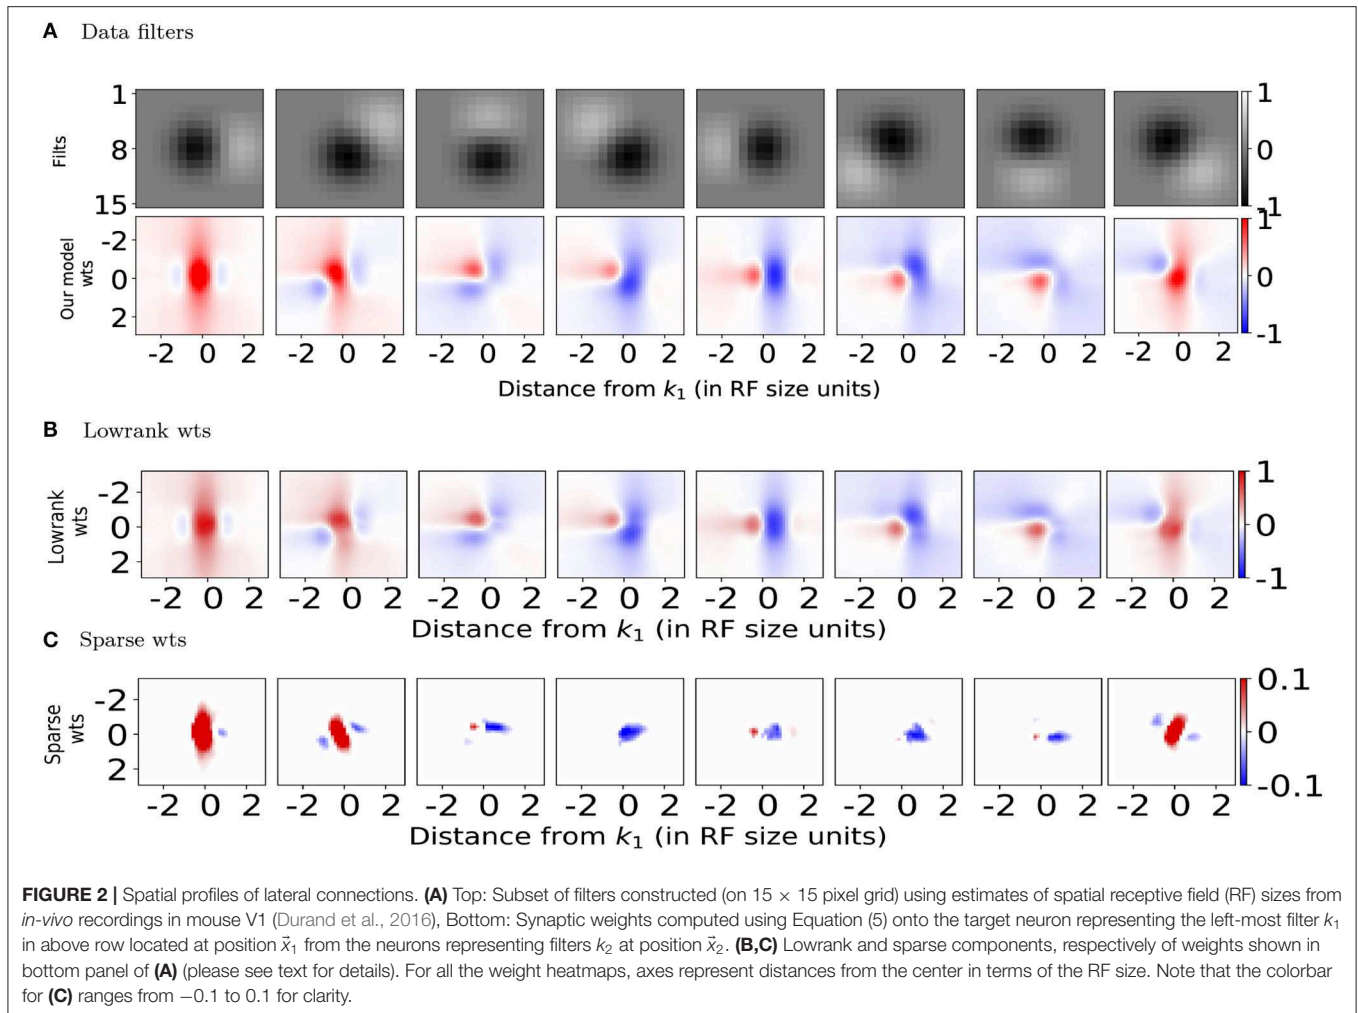 A Data filters
Filts
1
8
15
1
0
-1
Our model
wts
-2
0
2
1
0
-1
-2 0 2 -2 0 2 -2 0 2 -2 0 2 -2 0 2 -2 0 2 -2 0 2 -2 0 2
Distance from k₁ (in RF size units)
B Lowrank wts
Lowrank
wts
-2
0
2
1
0
-1
-2 0 2 -2 0 2 -2 0 2 -2 0 2 -2 0 2 -2 0 2 -2 0 2 -2 0 2
Distance from k₁ (in RF size units)
C Sparse wts
Sparse
wts
-2
0
2
0.1
0
-0.1
-2 0 2 -2 0 2 -2 0 2 -2 0 2 -2 0 2 -2 0 2 -2 0 2 -2 0 2
Distance from k₁ (in RF size units)
FIGURE 2 | Spatial profiles of lateral connections. (A) Top: Subset of filters constructed (on 15 × 15 pixel grid) using estimates of spatial receptive field (RF) sizes from
in-vivo recordings in mouse V1 (Durand et al., 2016), Bottom: Synaptic weights computed using Equation (5) onto the target neuron representing the left-most filter k₁
in above row located at position x⃗₁ from the neurons representing filters k₂ at position x⃗₂. (B,C) Lowrank and sparse components, respectively of weights shown in
bottom panel of (A) (please see text for details). For all the weight heatmaps, axes represent distances from the center in terms of the RF size. Note that the colorbar
for (C) ranges from −0.1 to 0.1 for clarity.